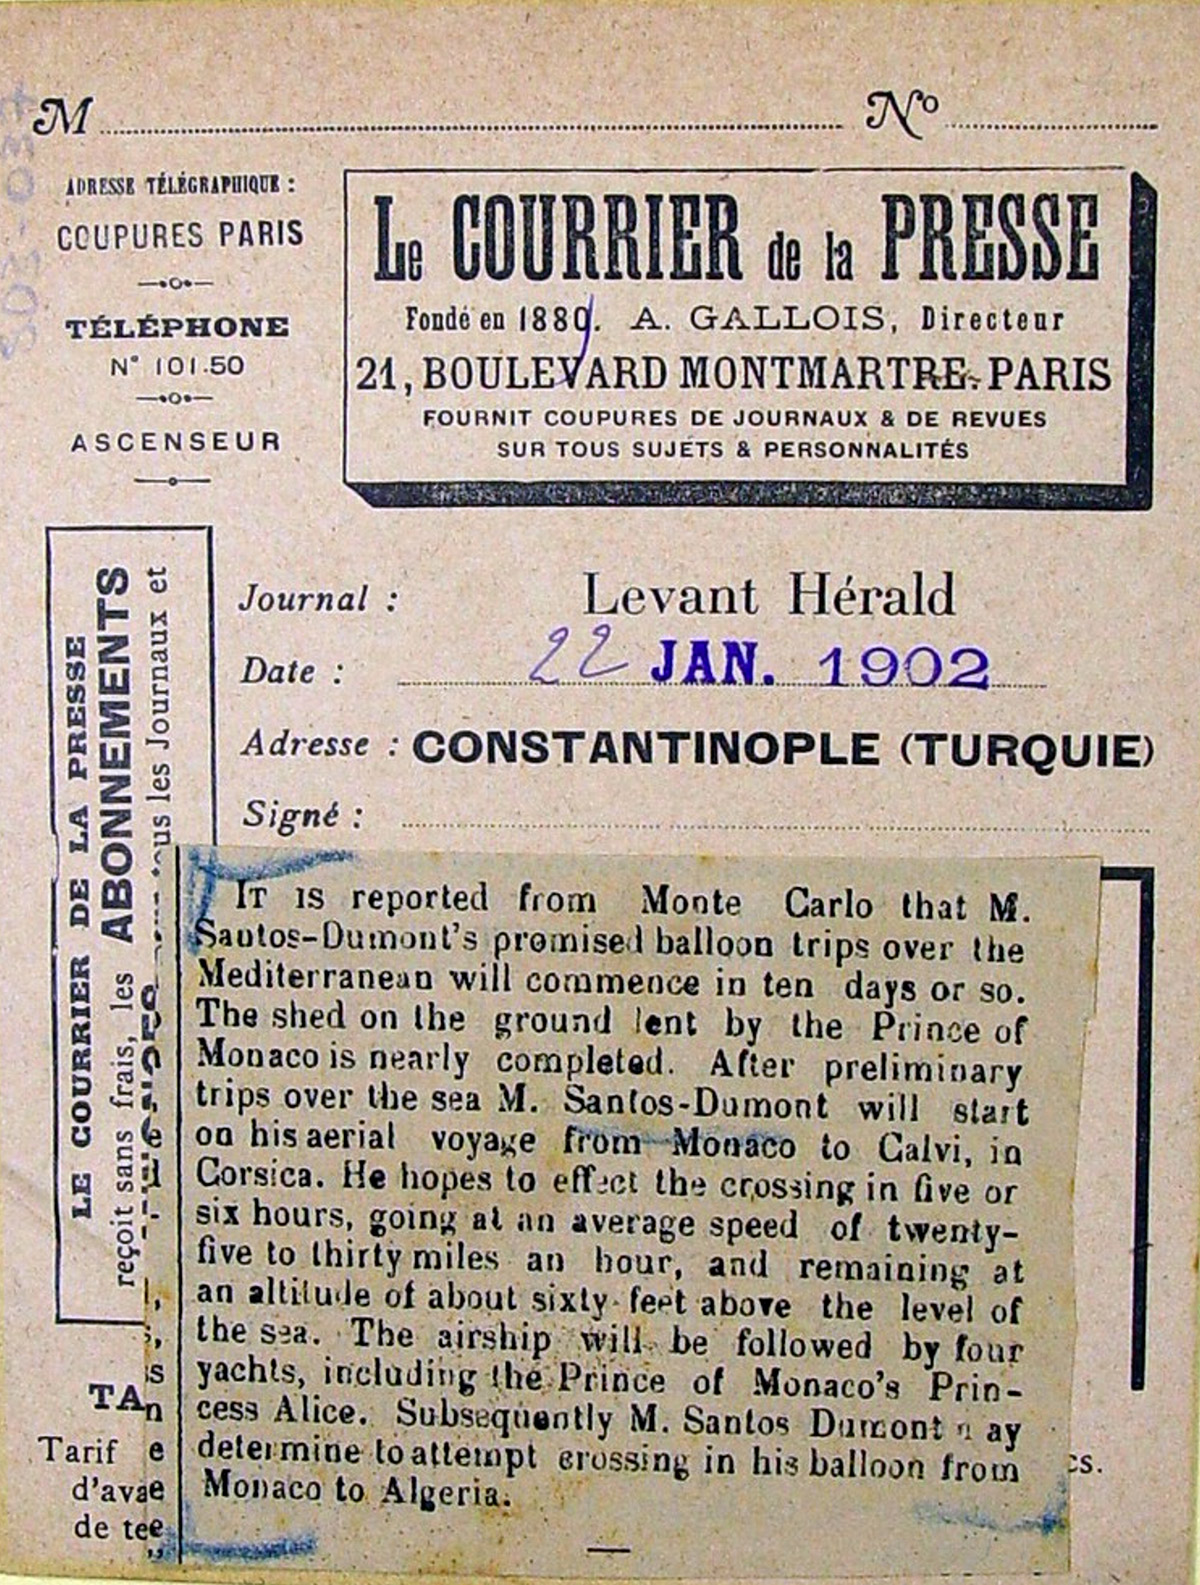 M N°
ADRESSE TÉLÉGRAPHIQUE :
COUPURES PARIS
TÉLÉPHONE
N° 101.50
ASCENSEUR
Le COURRIER de la PRESSE
Fondé en 1889. A. GALLOIS, Directeur
21, BOULEVARD MONTMARTRE - PARIS
FOURNIT COUPURES DE JOURNAUX & DE REVUES
SUR TOUS SUJETS & PERSONNALITÉS
LE COURRIER DE LA PRESSE
reçoit sans frais, les ABONNEMENTS
tous les Journaux et
Journal : Levant Hérald
Date : 22 JAN. 1902
Adresse : CONSTANTINOPLE (TURQUIE)
Signé :
IT IS reported from Monte Carlo that M.
Santos-Dumont's promised balloon trips over the
Mediterranean will commence in ten days or so.
The shed on the ground lent by the Prince of
Monaco is nearly completed. After preliminary
trips over the sea M. Santos-Dumont will start
on his aerial voyage from Monaco to Calvi, in
Corsica. He hopes to effect the crossing in five or
six hours, going at an average speed of twenty-
five to thirty miles an hour, and remaining at
an altitude of about sixty feet above the level of
the sea. The airship will be followed by four
yachts, including the Prince of Monaco's Prin-
cess Alice. Subsequently M. Santos Dumont may
determine to attempt crossing in his balloon from
Monaco to Algeria.
TA
Tarif
d'ava
de te
cs.